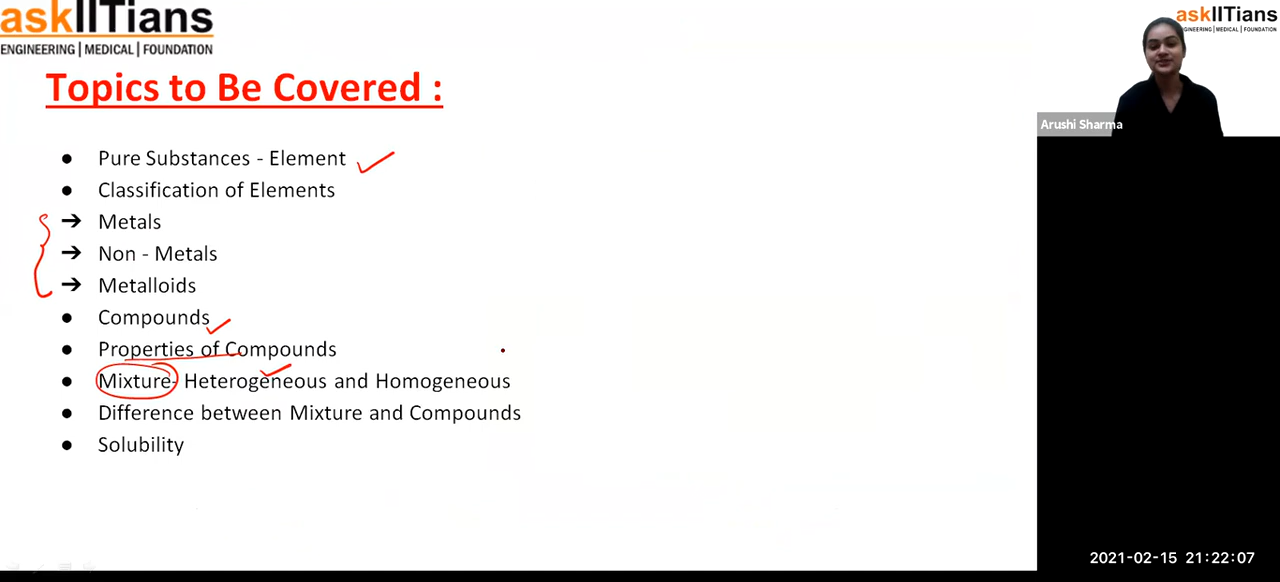 askIITians
ENGINEERING | MEDICAL | FOUNDATION
askIITians
ENGINEERING | MEDICAL | FOUNDATION
Arushi Sharma
Topics to Be Covered :
● Pure Substances - Element
● Classification of Elements
➔ Metals
➔ Non - Metals
➔ Metalloids
● Compounds
● Properties of Compounds
● Mixture- Heterogeneous and Homogeneous
● Difference between Mixture and Compounds
● Solubility
2021-02-15 21:22:07